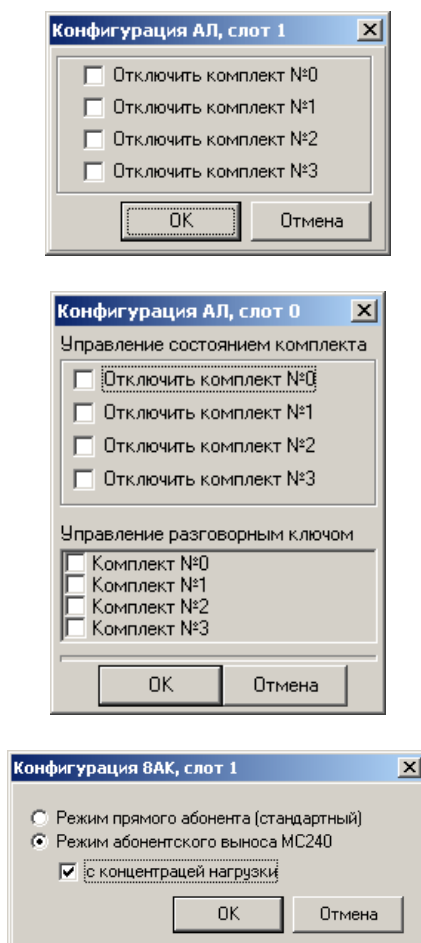 Конфигурация АЛ, слот 1
Отключить комплект №0
Отключить комплект №1
Отключить комплект №2
Отключить комплект №3
OK Отмена
Конфигурация АЛ, слот 0
Управление состоянием комплекта
Отключить комплект №0
Отключить комплект №1
Отключить комплект №2
Отключить комплект №3
Управление разговорным ключом
Комплект №0
Комплект №1
Комплект №2
Комплект №3
OK Отмена
Конфигурация 8АК, слот 1
Режим прямого абонента (стандартный)
Режим абонентского выноса МС240
с концентрацей нагрузки
OK Отмена